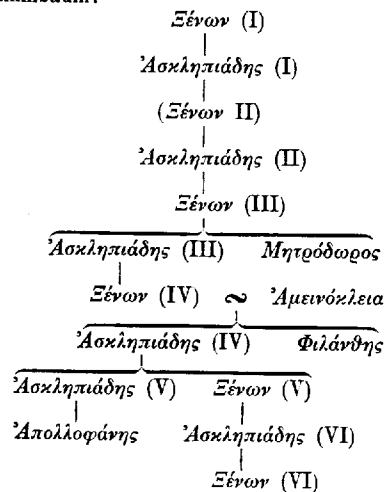 Ξένων (I)
Ἀσκληπιάδης (I)
(Ξένων II)
Ἀσκληπιάδης (II)
Ξένων (III)
Ἀσκληπιάδης (III) Μητρόδωρος
Ξένων (IV) ~ Ἀμεινόκλεια
Ἀσκληπιάδης (IV) Φιλάνθης
Ἀσκληπιάδης (V) Ξένων (V)
Ἀπολλοφάνης Ἀσκληπιάδης (VI)
Ξένων (VI)